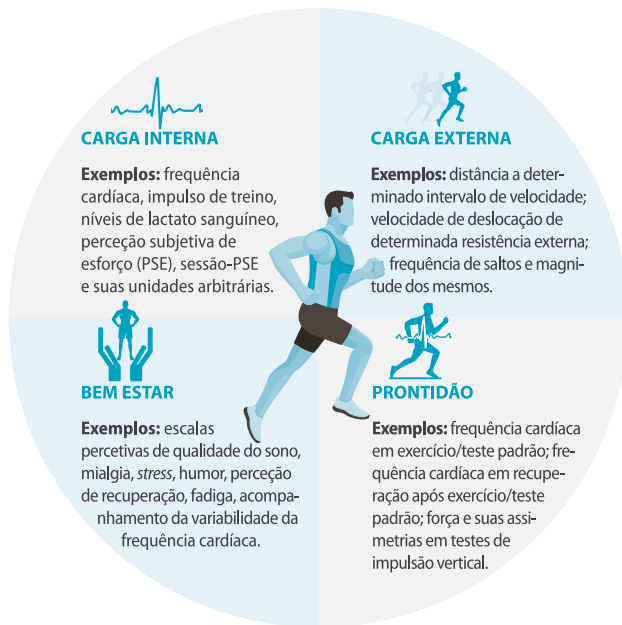 CARGA INTERNA
Exemplos: frequência
cardíaca, impulso de treino,
níveis de lactato sanguíneo,
perceção subjetiva de
esforço (PSE), sessão-PSE
e suas unidades arbitrárias.
CARGA EXTERNA
Exemplos: distância a deter-
minado intervalo de velocidade;
velocidade de deslocação de
determinada resistência externa;
frequência de saltos e magni-
tude dos mesmos.
BEM ESTAR
Exemplos: escalas
percetivas de qualidade do sono,
mialgia, stress, humor, perceção
de recuperação, fadiga, acompa-
nhamento da variabilidade da
frequência cardíaca.
PRONTIDÃO
Exemplos: frequência cardíaca
em exercício/teste padrão; fre-
quência cardíaca em recupe-
ração após exercício/teste
padrão; força e suas assi-
metrias em testes de
impulsão vertical.